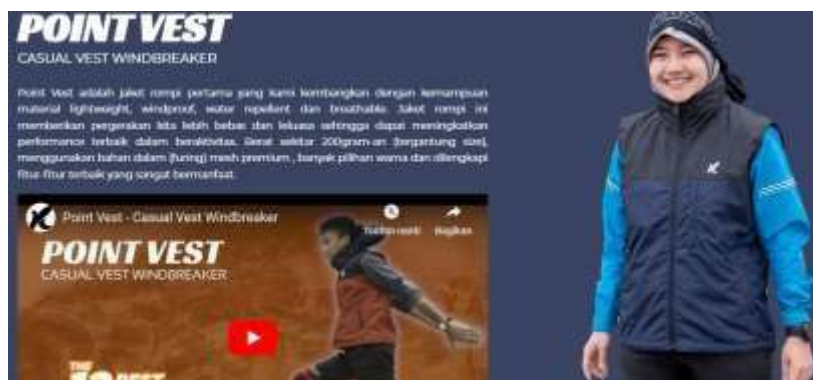 POINT VEST
CASUAL VEST WINDBREAKER
Point Vest adalah jaket rompi pertama yang kami kembangkan dengan kemampuan
material lightweight, windproof, water repellent dan breathable. Jaket rompi ini
memberikan pergerakan kita lebih bebas dan leluasa sehingga dapat meningkatkan
performance terbaik dalam beraktivitas. Berat sekitar 200gram-an (tergantung size),
menggunakan bahan dalam (furing) mesh premium , banyak pilihan warna dan dilengkapi
fitur-fitur terbaik yang sangat bermanfaat.
Point Vest - Casual Vest Windbreaker
Tonton nanti Bagikan
POINT VEST
CASUAL VEST WINDBREAKER
THE
BEST